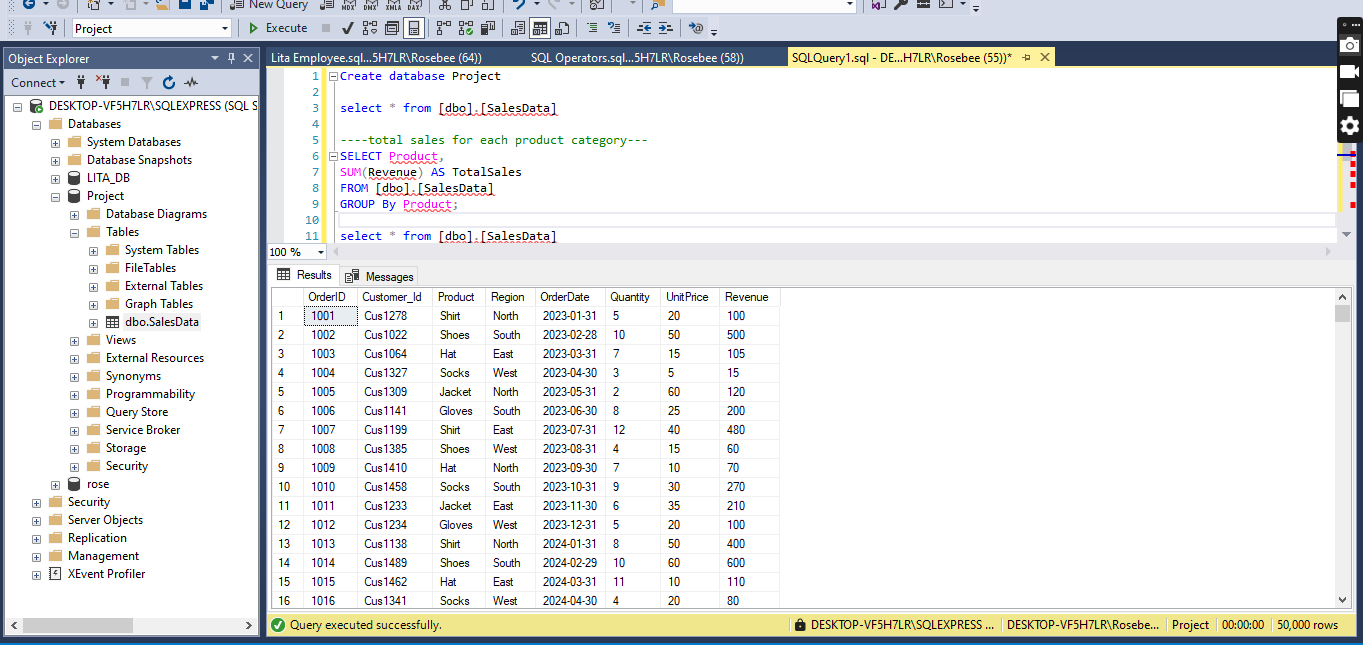 New Query
MDX DMX XMLA DAX
Project
Execute
Object Explorer
Connect
DESKTOP-VF5H7LR\SQLEXPRESS (SQL S
Databases
System Databases
Database Snapshots
LITA_DB
Project
Database Diagrams
Tables
System Tables
FileTables
External Tables
Graph Tables
dbo.SalesData
Views
External Resources
Synonyms
Programmability
Query Store
Service Broker
Storage
Security
rose
Security
Server Objects
Replication
Management
XEvent Profiler
Lita Employee.sql...5H7LR\Rosebee (64))
SQL Operators.sql...5H7LR\Rosebee (58))
SQLQuery1.sql - DE...H7LR\Rosebee (55))*
1 Create database Project
2
3 select * from [dbo].[SalesData]
4
5 ----total sales for each product category---
6 SELECT Product,
7 SUM(Revenue) AS TotalSales
8 FROM [dbo].[SalesData]
9 GROUP By Product;
10
11 select * from [dbo].[SalesData]
100 %
Results Messages
OrderID Customer_Id Product Region OrderDate Quantity UnitPrice Revenue
1 1001 Cus1278 Shirt North 2023-01-31 5 20 100
2 1002 Cus1022 Shoes South 2023-02-28 10 50 500
3 1003 Cus1064 Hat East 2023-03-31 7 15 105
4 1004 Cus1327 Socks West 2023-04-30 3 5 15
5 1005 Cus1309 Jacket North 2023-05-31 2 60 120
6 1006 Cus1141 Gloves South 2023-06-30 8 25 200
7 1007 Cus1199 Shirt East 2023-07-31 12 40 480
8 1008 Cus1385 Shoes West 2023-08-31 4 15 60
9 1009 Cus1410 Hat North 2023-09-30 7 10 70
10 1010 Cus1458 Socks South 2023-10-31 9 30 270
11 1011 Cus1233 Jacket East 2023-11-30 6 35 210
12 1012 Cus1234 Gloves West 2023-12-31 5 20 100
13 1013 Cus1138 Shirt North 2024-01-31 8 50 400
14 1014 Cus1489 Shoes South 2024-02-29 10 60 600
15 1015 Cus1462 Hat East 2024-03-31 11 10 110
16 1016 Cus1341 Socks West 2024-04-30 4 20 80
Query executed successfully.
DESKTOP-VF5H7LR\SQLEXPRESS ... DESKTOP-VF5H7LR\Rosebe... Project 00:00:00 50,000 rows